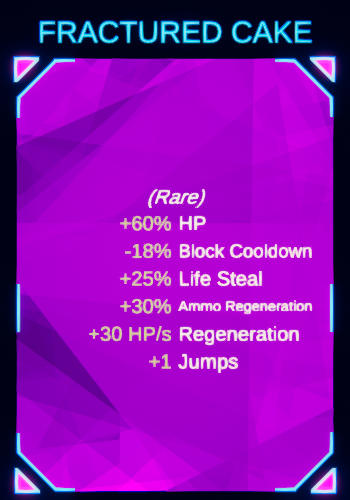 FRACTURED CAKE
(Rare)
+60% HP
-18% Block Cooldown
+25% Life Steal
+30% Ammo Regeneration
+30 HP/s Regeneration
+1 Jumps